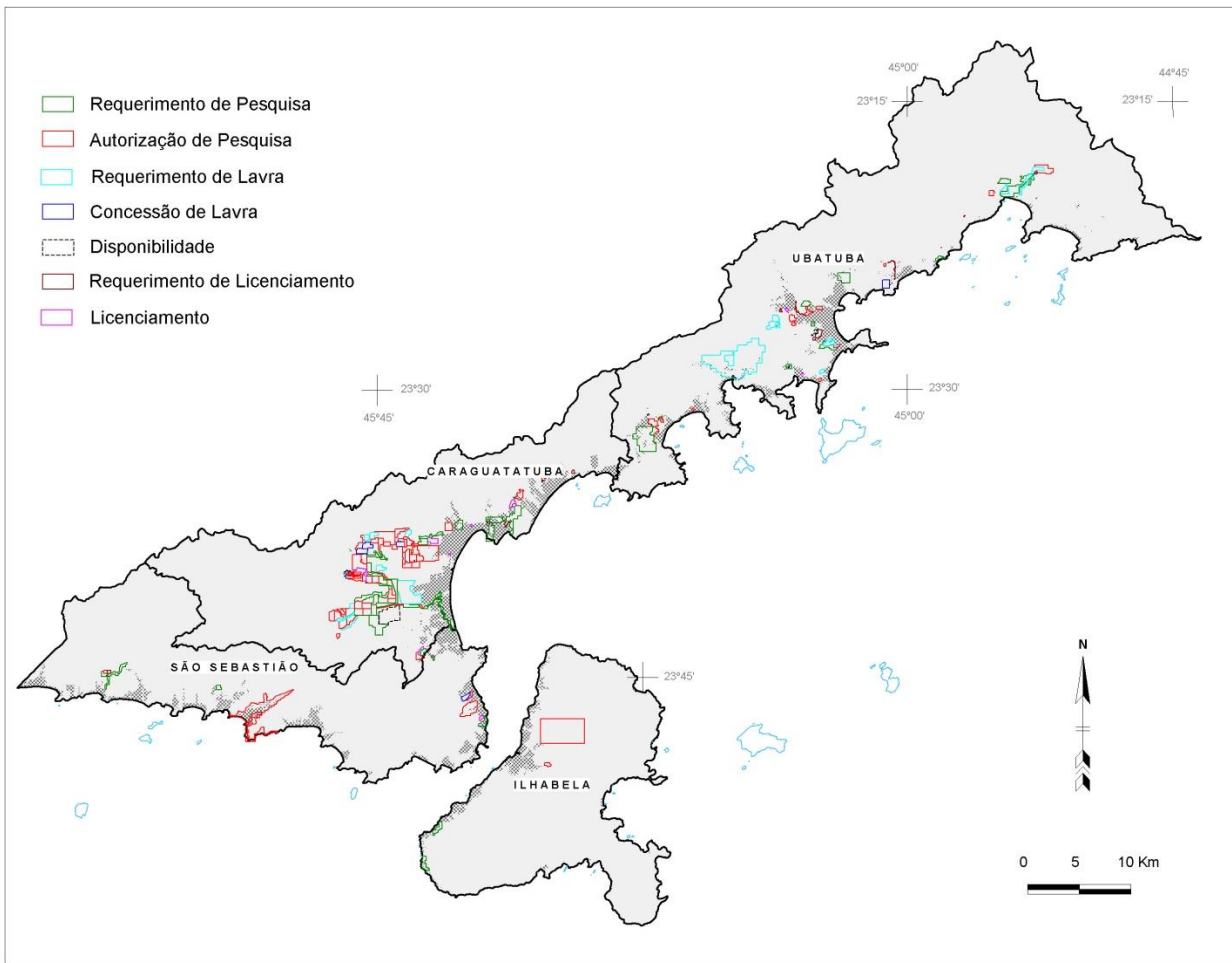 45°00'
44°45'
23°15'
23°15'
Requerimento de Pesquisa
Autorização de Pesquisa
Requerimento de Lavra
Concessão de Lavra
Disponibilidade
Requerimento de Licenciamento
Licenciamento
UBATUBA
23°30'
45°45'
23°30'
45°00'
CARAGUATATUBA
SÃO SEBASTIÃO
23°45'
N
ILHABELA
0 5 10 Km